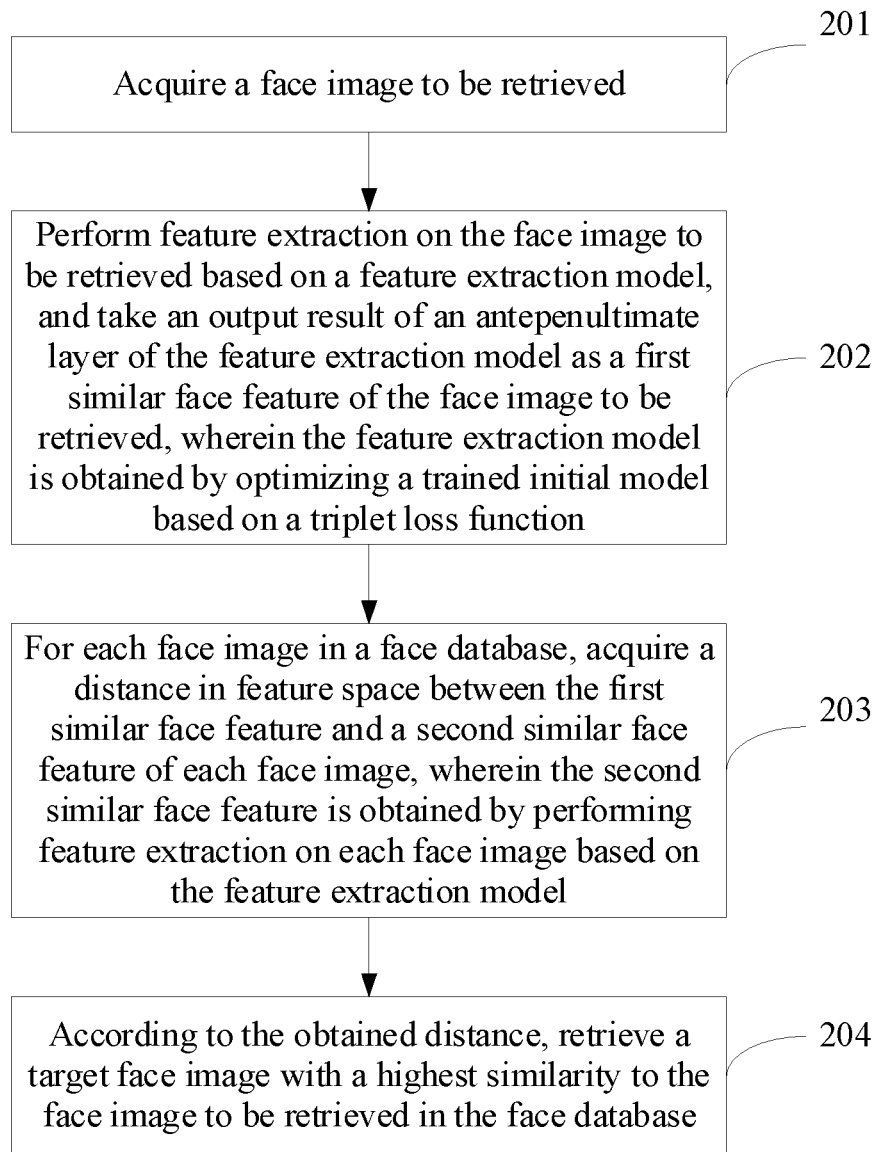 201
Acquire a face image to be retrieved
Perform feature extraction on the face image to
be retrieved based on a feature extraction model,
and take an output result of an antepenultimate
layer of the feature extraction model as a first
similar face feature of the face image to be
retrieved, wherein the feature extraction model
is obtained by optimizing a trained initial model
based on a triplet loss function
202
For each face image in a face database, acquire a
distance in feature space between the first
similar face feature and a second similar face
feature of each face image, wherein the second
similar face feature is obtained by performing
feature extraction on each face image based on
the feature extraction model
203
According to the obtained distance, retrieve a
target face image with a highest similarity to the
face image to be retrieved in the face database
204